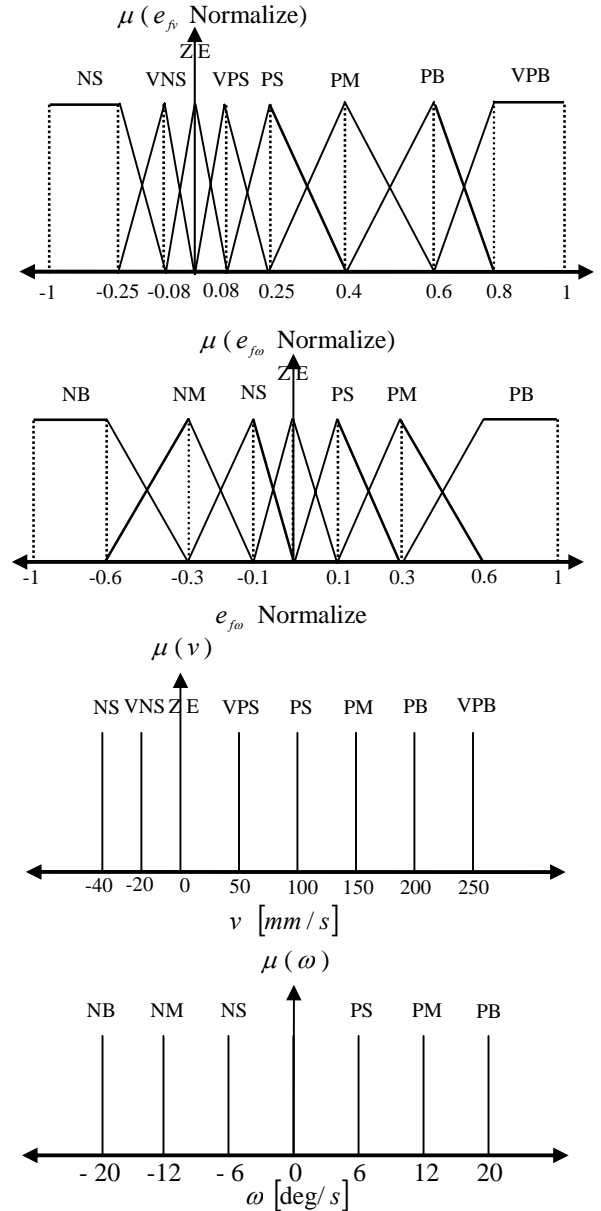 μ ( e_fv Normalize)
Z E
NS VNS VPS PS PM PB VPB
-1 -0.25 -0.08 0.08 0.25 0.4 0.6 0.8 1
μ ( e_fω Normalize)
Z E
NB NM NS PS PM PB
-1 -0.6 -0.3 -0.1 0.1 0.3 0.6 1
e_fω Normalize
μ ( v )
NS VNS Z E VPS PS PM PB VPB
-40 -20 0 50 100 150 200 250
v [mm / s]
μ ( ω )
NB NM NS PS PM PB
- 20 -12 - 6 0 6 12 20
ω [deg/ s]